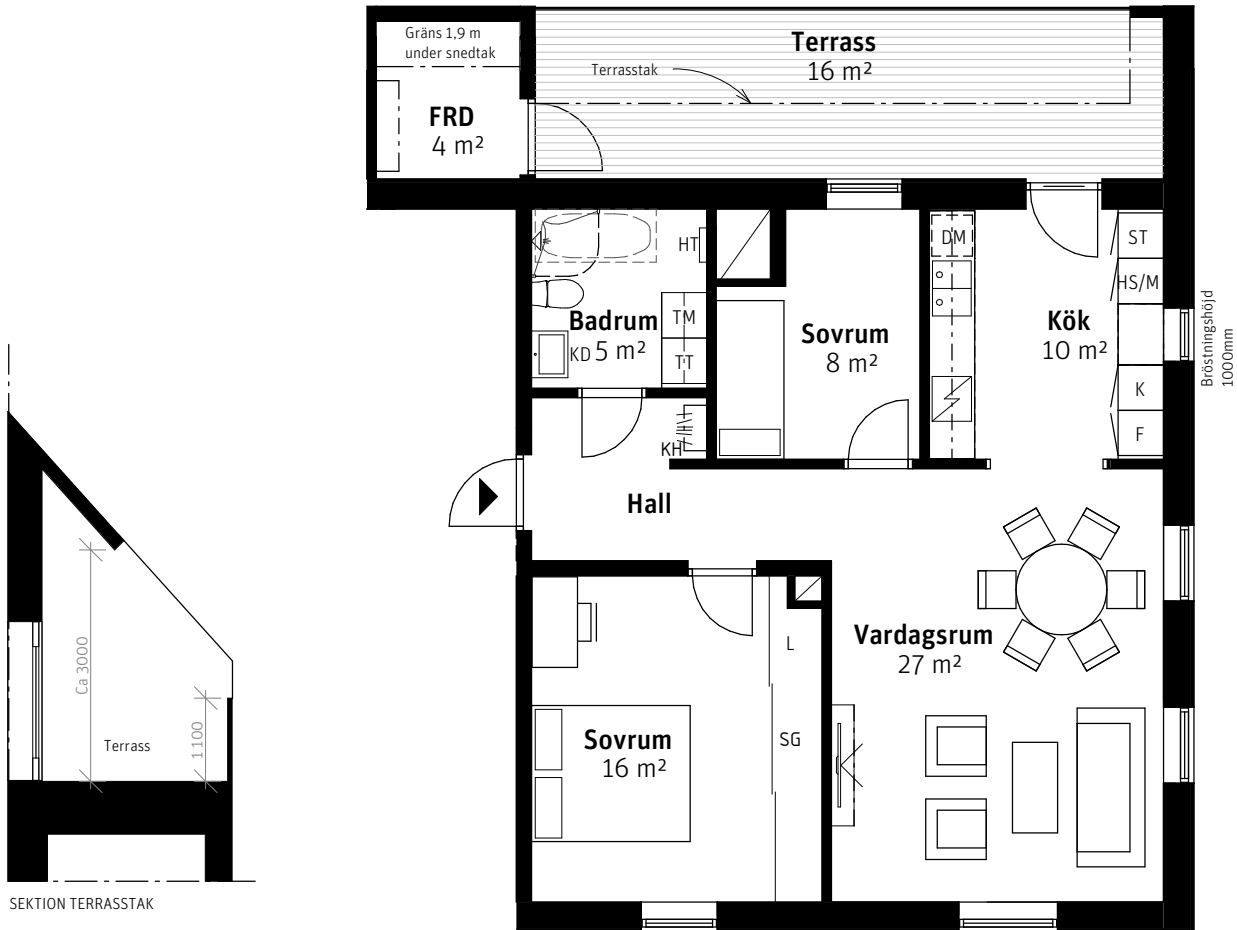 Gräns 1,9 m
under snedtak
Terrass
16 m²
Terrasstak
FRD
4 m²
DM
ST
HT
HS/M
Badrum
5 m²
TM
KD
TT
Sovrum
8 m²
Kök
10 m²
Bröstningshöjd
1000mm
K
F
KH
Hall
Vardagsrum
27 m²
L
SG
Sovrum
16 m²
Ca 3000
1100
Terrass
SEKTION TERRASSTAK